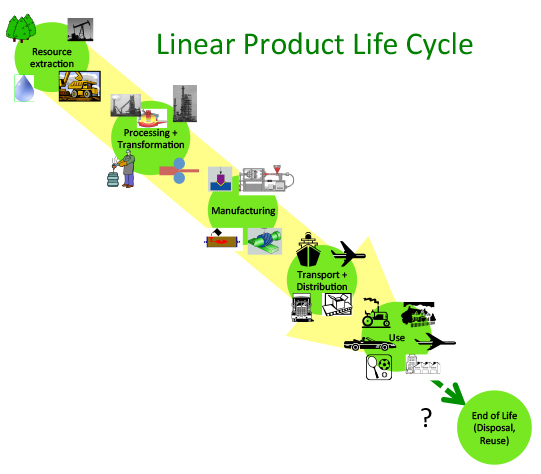 Linear Product Life Cycle
Resource
extraction
Processing +
Transformation
Manufacturing
Transport +
Distribution
Use
?
End of Life
(Disposal,
Reuse)